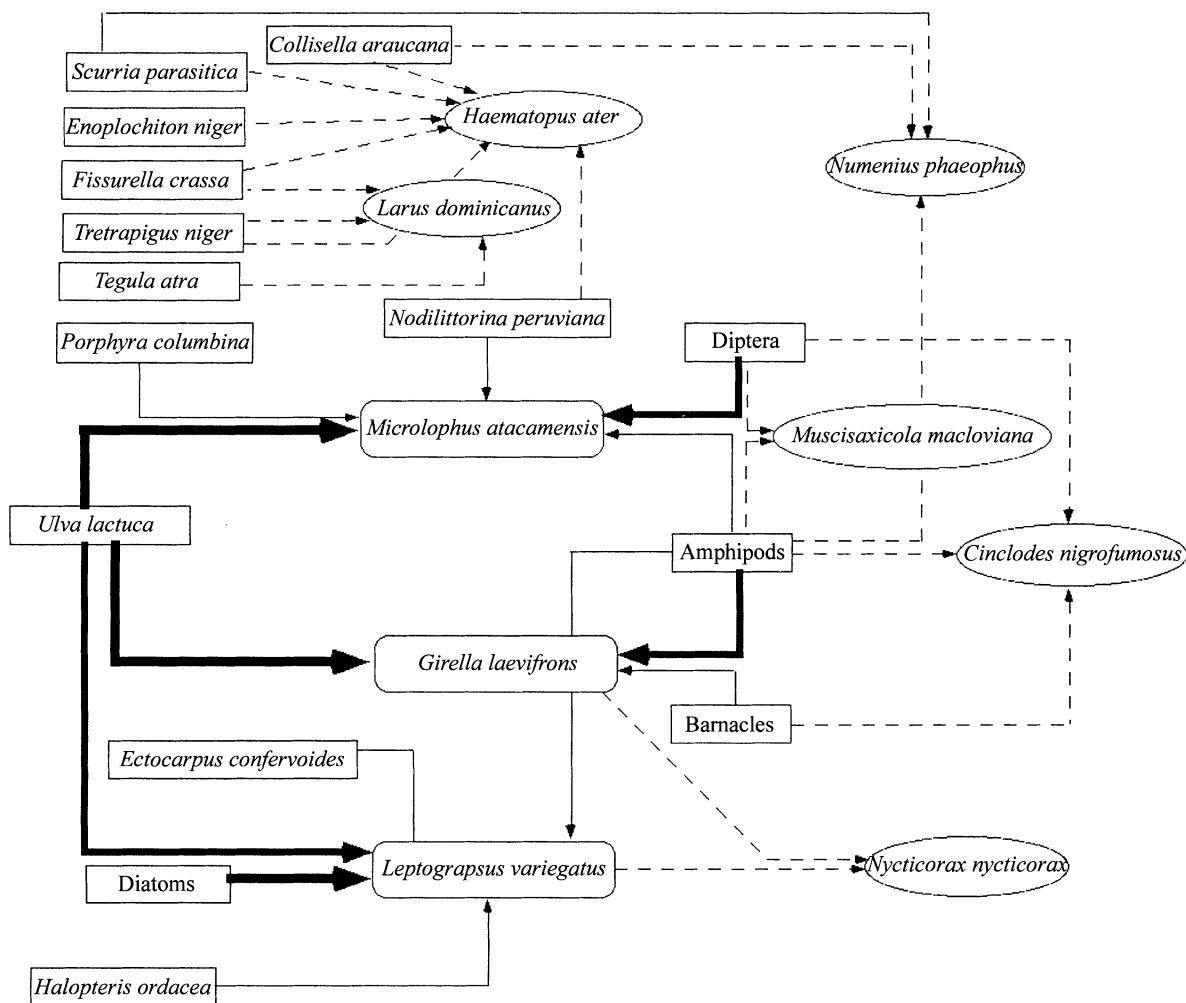 Collisella araucana
Scurria parasitica
Haematopus ater
Enoplochiton niger
Numenius phaeophus
Fissurella crassa
Larus dominicanus
Tretrapigus niger
Tegula atra
Nodilittorina peruviana
Porphyra columbina
Diptera
Microlophus atacamensis
Muscisaxicola macloviana
Ulva lactuca
Amphipods
Cinclodes nigrofumosus
Girella laevifrons
Barnacles
Ectocarpus confervoides
Leptograpsus variegatus
Nycticorax nycticorax
Diatoms
Halopteris ordacea